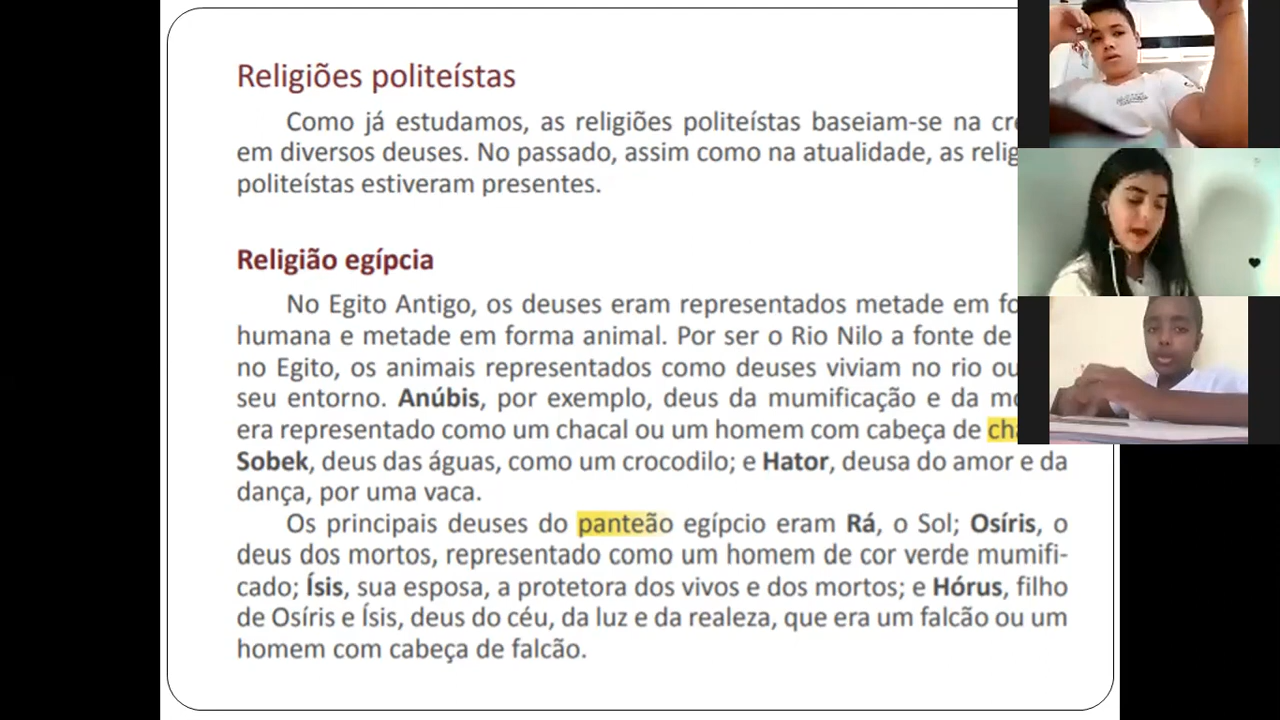 Religiões politeístas
Como já estudamos, as religiões politeístas baseiam-se na
em diversos deuses. No passado, assim como na atualidade, as
politeístas estiveram presentes.
Religião egípcia
No Egito Antigo, os deuses eram representados metade em
humana e metade em forma animal. Por ser o Rio Nilo a fonte de
no Egito, os animais representados como deuses viviam no rio ou
seu entorno. Anúbis, por exemplo, deus da mumificação e da
era representado como um chacal ou um homem com cabeça de
Sobek, deus das águas, como um crocodilo; e Hator, deusa do amor e da
dança, por uma vaca.
Os principais deuses do panteão egípcio eram Rá, o Sol; Osíris, o
deus dos mortos, representado como um homem de cor verde mumifi-
cado; Ísis, sua esposa, a protetora dos vivos e dos mortos; e Hórus, filho
de Osíris e Ísis, deus do céu, da luz e da realeza, que era um falcão ou um
homem com cabeça de falcão.